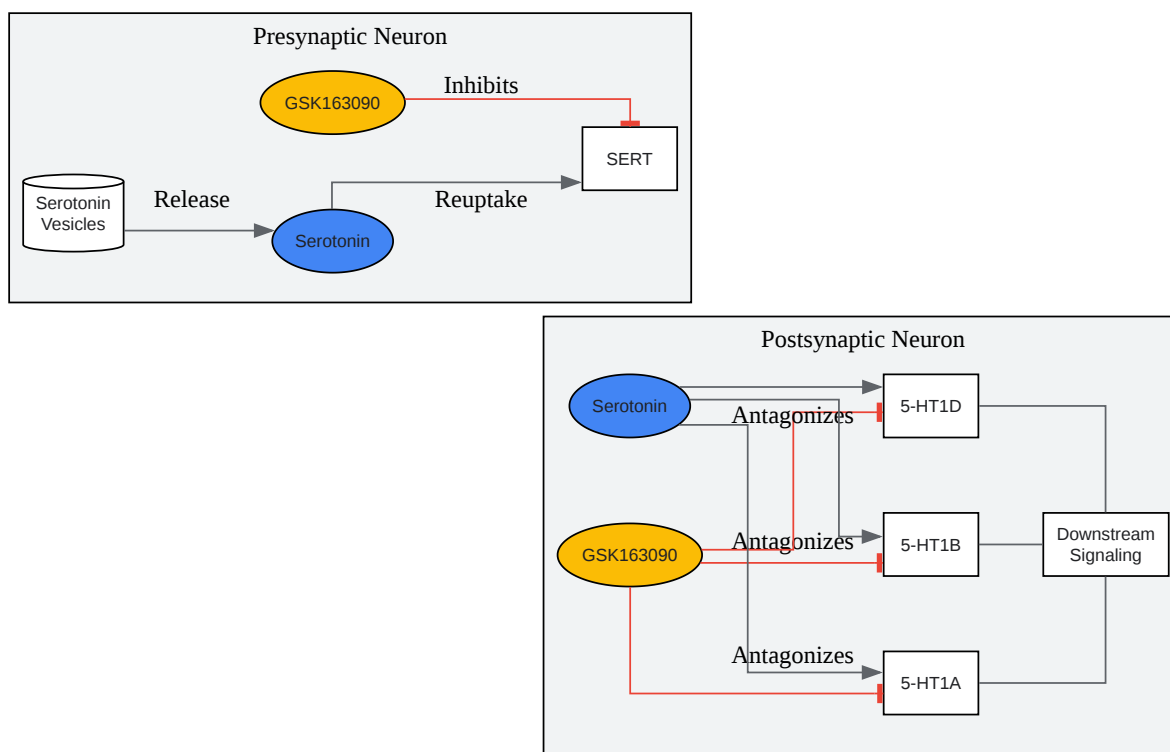 Presynaptic Neuron
Inhibits
GSK163090
SERT
Serotonin
Vesicles
Release
Reuptake
Serotonin
Postsynaptic Neuron
Serotonin
Antagonizes
5-HT1D
GSK163090
Antagonizes
5-HT1B
Downstream
Signaling
Antagonizes
5-HT1A